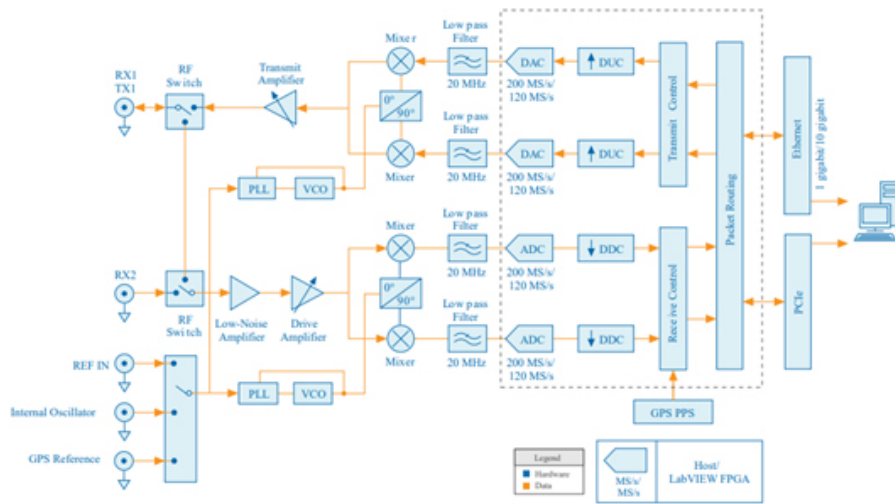 RX1
TX1
RF
Switch
Transmit
Amplifier
Mixer
Low pass
Filter
20 MHz
0°
90°
DAC
200 MS/s/
120 MS/s
DUC
Mixer
Low pass
Filter
20 MHz
DAC
200 MS/s/
120 MS/s
DUC
Transmit Control
Packet Routing
Ethernet
1 gigabit/10 gigabit
PLL
VCO
RX2
RF
Switch
Low-Noise
Amplifier
Drive
Amplifier
Mixer
Low pass
Filter
20 MHz
0°
90°
ADC
200 MS/s/
120 MS/s
DDC
Mixer
Low pass
Filter
20 MHz
ADC
200 MS/s/
120 MS/s
DDC
Receive Control
PCIe
REF IN
Internal Oscillator
GPS Reference
PLL
VCO
GPS PPS
Legend
Hardware
Data
MS/s/
MS/s
Host/
LabVIEW FPGA